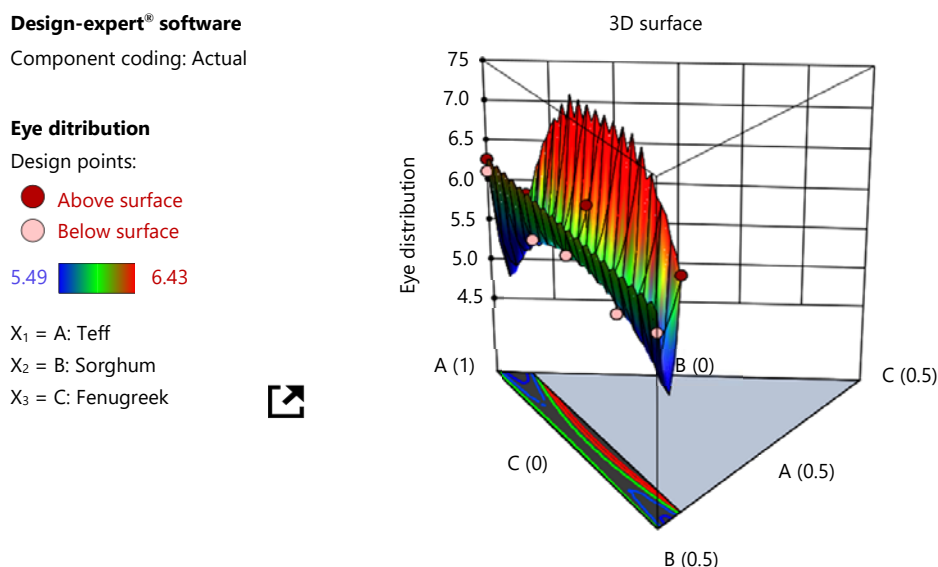 Design-expert® software
Component coding: Actual
Eye ditribution
Design points:
Above surface
Below surface
5.49 6.43
X₁ = A: Teff
X₂ = B: Sorghum
X₃ = C: Fenugreek
3D surface
Eye distribution
75
7.0
6.5
6.0
5.5
5.0
4.5
A (1)
B (0)
C (0.5)
C (0)
A (0.5)
B (0.5)